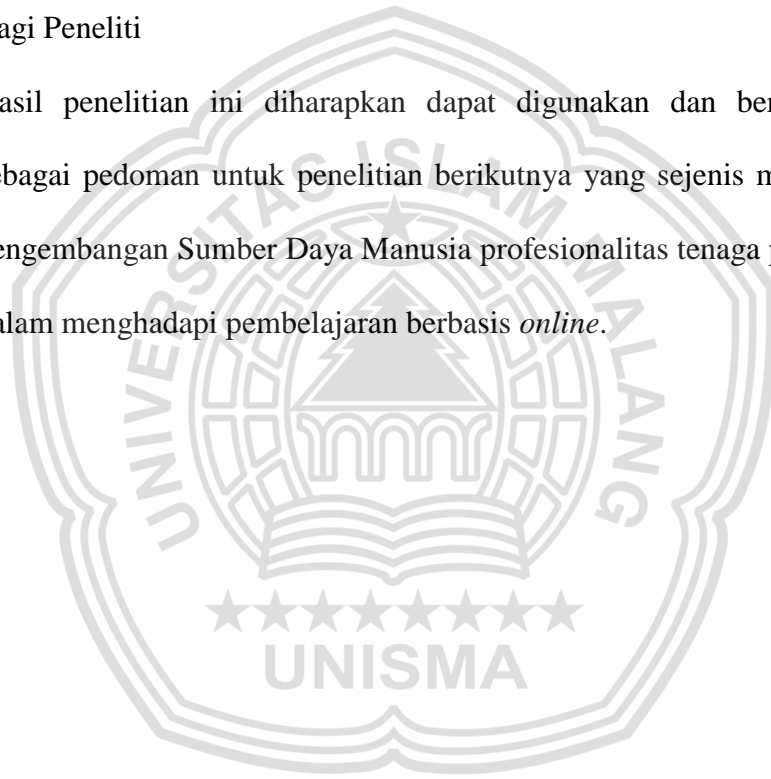 agi Peneliti
asil penelitian ini diharapkan dapat digunakan dan ber
ebagai pedoman untuk penelitian berikutnya yang sejenis m
engembangan Sumber Daya Manusia profesionalitas tenaga p
alam menghadapi pembelajaran berbasis online.
UNIVERSITAS ISLAM MALANG
UNISMA